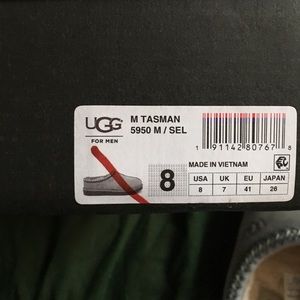 UGG
FOR MEN
M TASMAN
5950 M / SEL
1 91142 80767 8
8
MADE IN VIETNAM
USA UK EU JAPAN
8 7 41 26